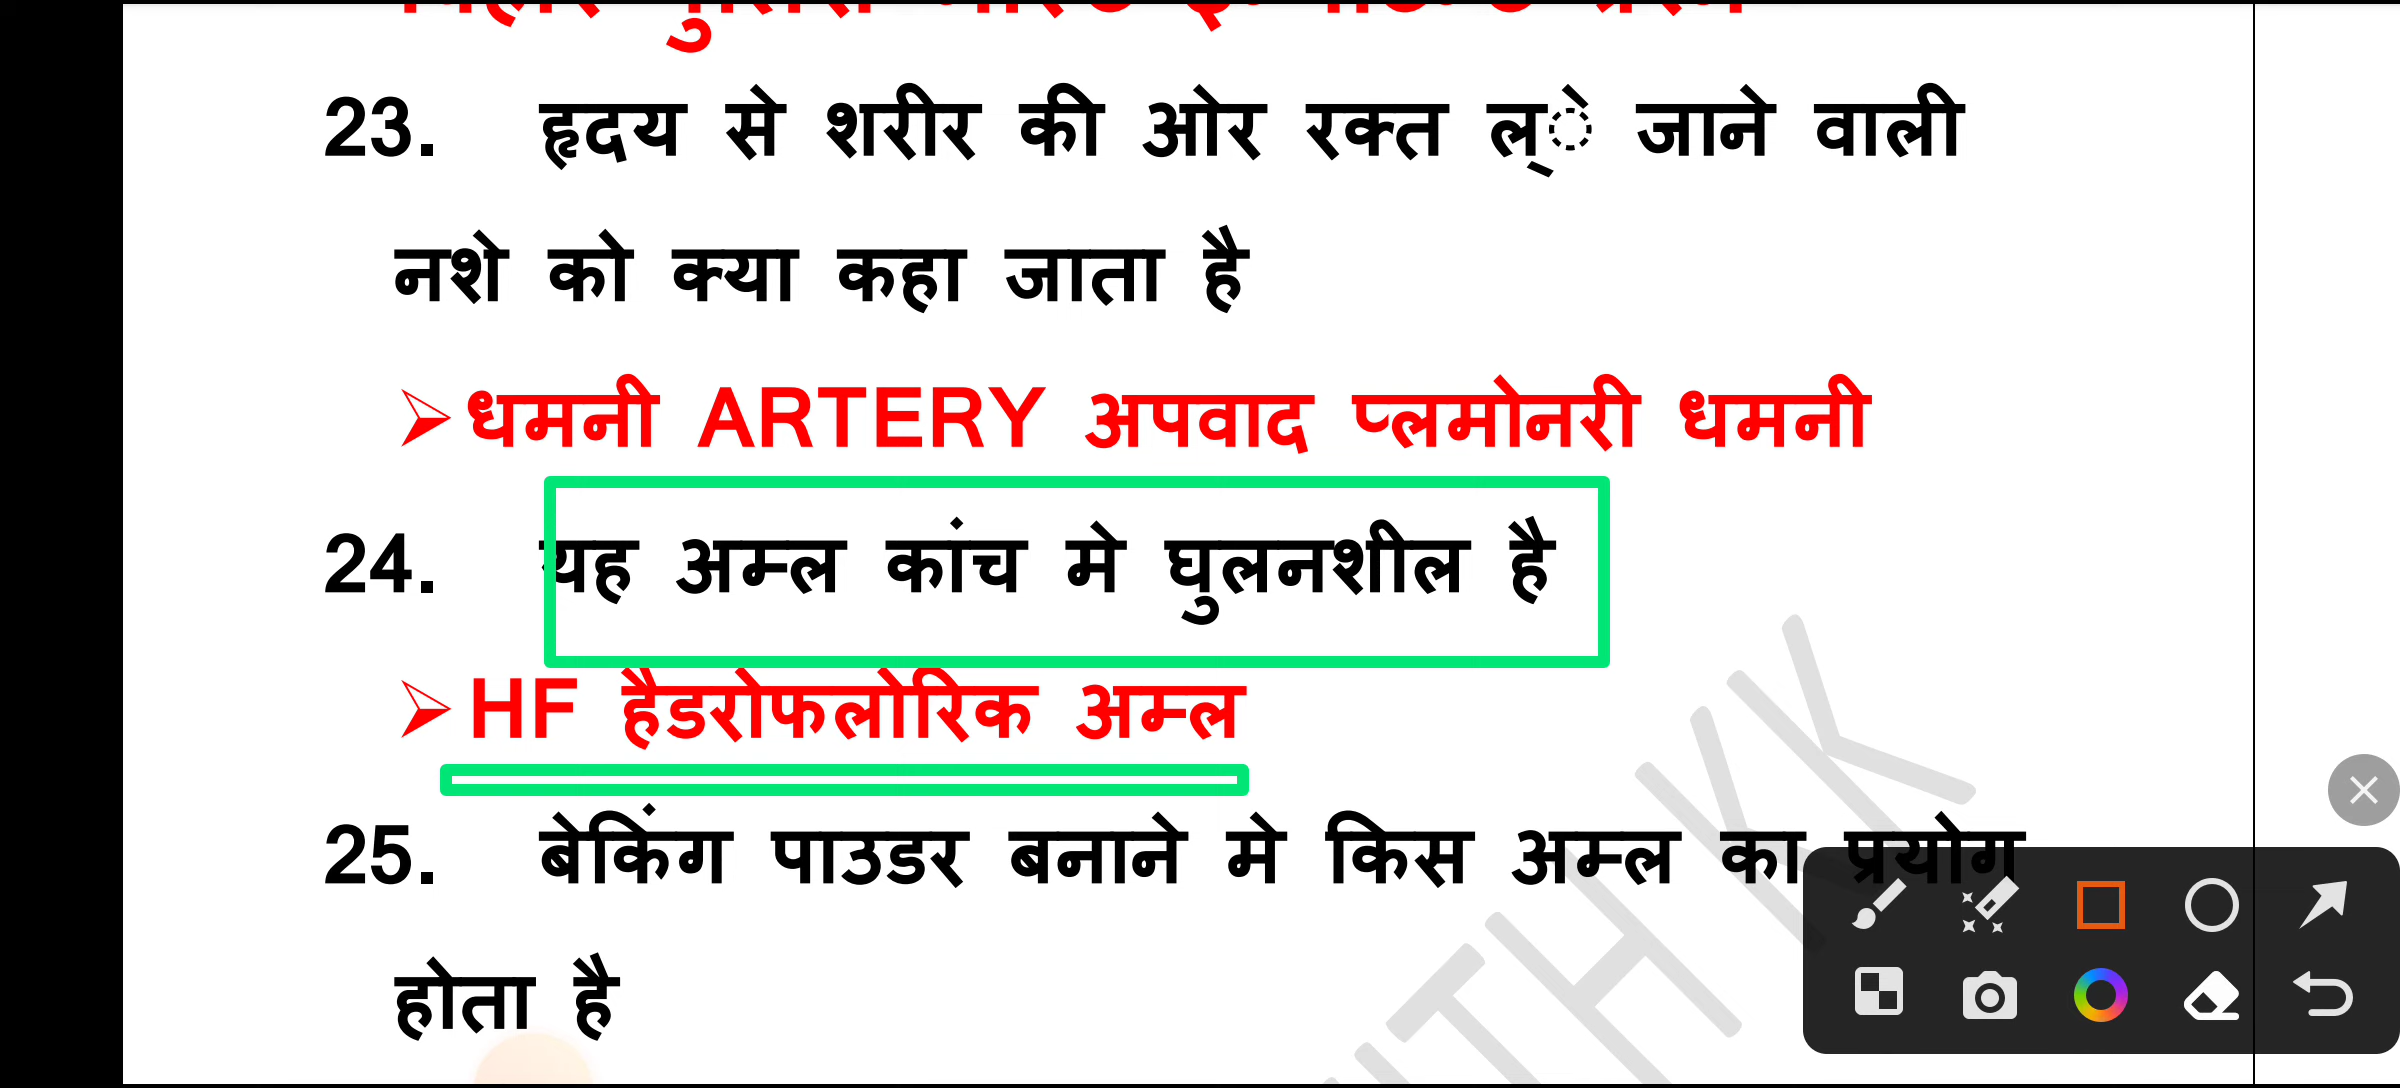 23. हृदय से शरीर की ओर रक्त ल्े जाने वाली
नशे को क्या कहा जाता है
धमनी ARTERY अपवाद प्लमोनरी धमनी
24. यह अम्ल कांच मे घुलनशील है
HF हैडरोफलोरिक अम्ल
25. बेकिंग पाउडर बनाने मे किस अम्ल का प्रयोग
होता है